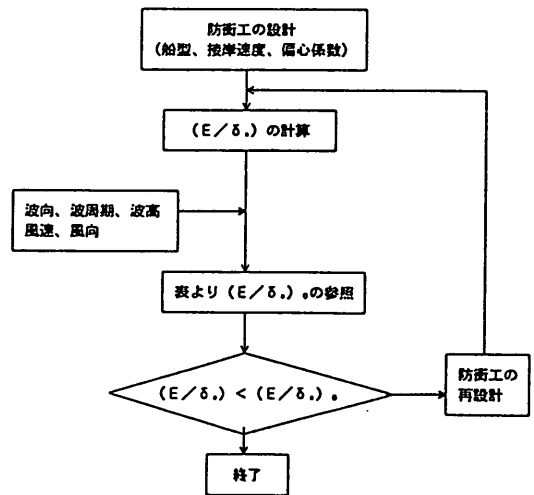 防衝工の設計
(船型、接岸速度、偏心係数)
(E/δ.)の計算
波向、波周期、波高
風速、風向
表より(E/δ.)。の参照
(E/δ.)<(E/δ.)。
防衝工の
再設計
終了